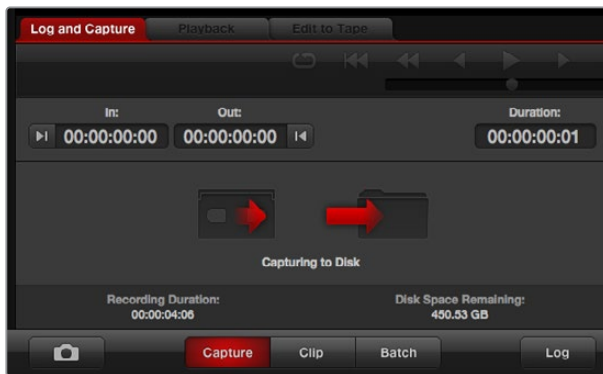 Log and Capture Playback Edit to Tape
In: Out: Duration:
00:00:00:00 00:00:00:00 00:00:00:01
Capturing to Disk
Recording Duration: Disk Space Remaining:
00:00:04:06 450.53 GB
Capture Clip Batch Log